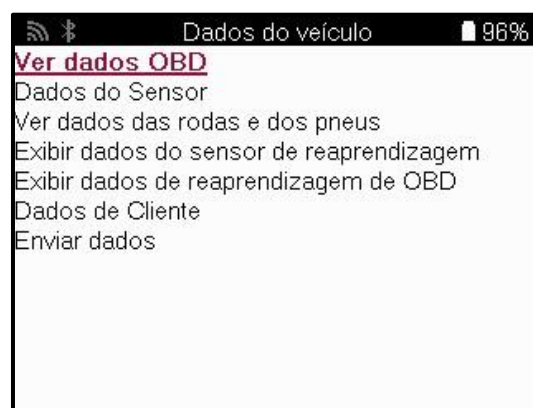 Dados do veículo 96%
Ver dados OBD
Dados do Sensor
Ver dados das rodas e dos pneus
Exibir dados do sensor de reaprendizagem
Exibir dados de reaprendizagem de OBD
Dados de Cliente
Enviar dados